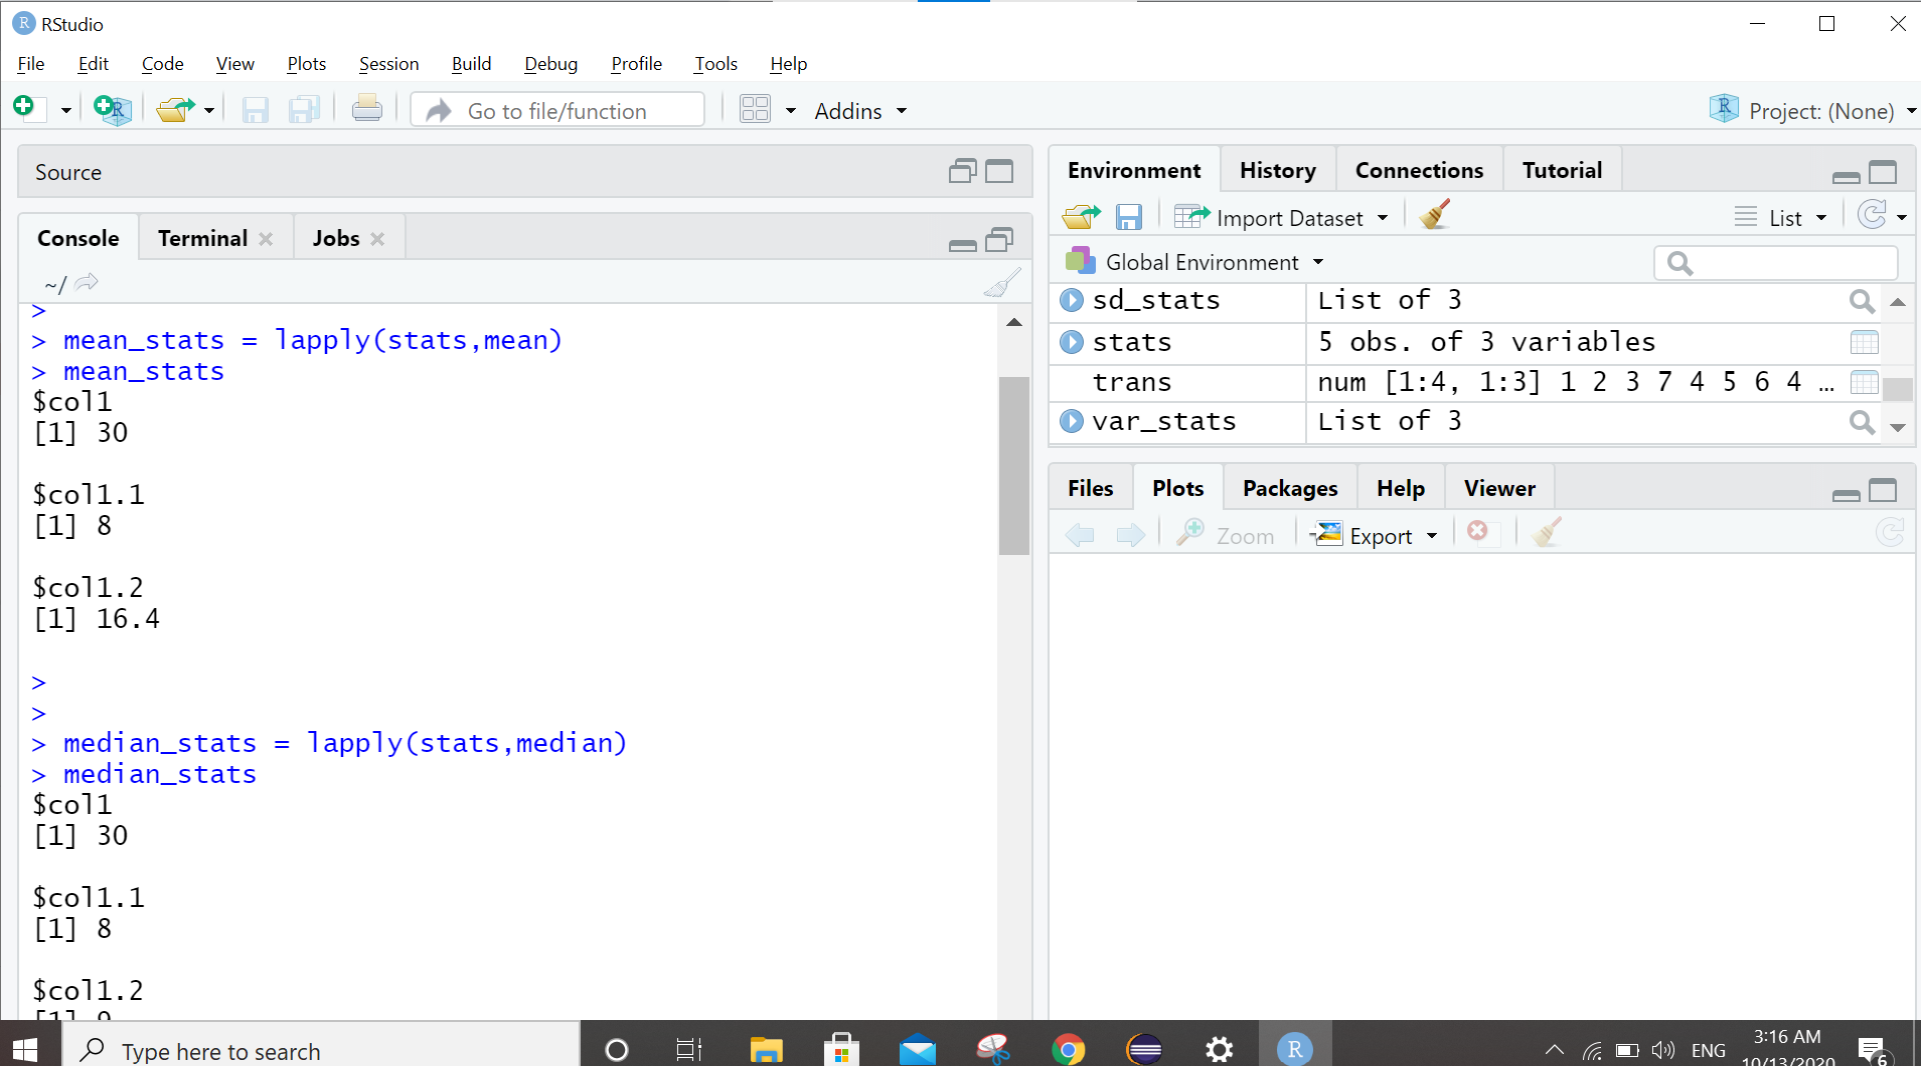 RStudio
File Edit Code View Plots Session Build Debug Profile Tools Help
Go to file/function Addins Project: (None)
Source
Console Terminal Jobs
~/
>
> mean_stats = lapply(stats,mean)
> mean_stats
$col1
[1] 30
$col1.1
[1] 8
$col1.2
[1] 16.4
>
>
> median_stats = lapply(stats,median)
> median_stats
$col1
[1] 30
$col1.1
[1] 8
$col1.2
[1] 9
Environment History Connections Tutorial
Import Dataset List
Global Environment
sd_stats List of 3
stats 5 obs. of 3 variables
trans num [1:4, 1:3] 1 2 3 7 4 5 6 4 ...
var_stats List of 3
Files Plots Packages Help Viewer
Zoom Export
Type here to search
ENG 3:16 AM
10/13/2020
6